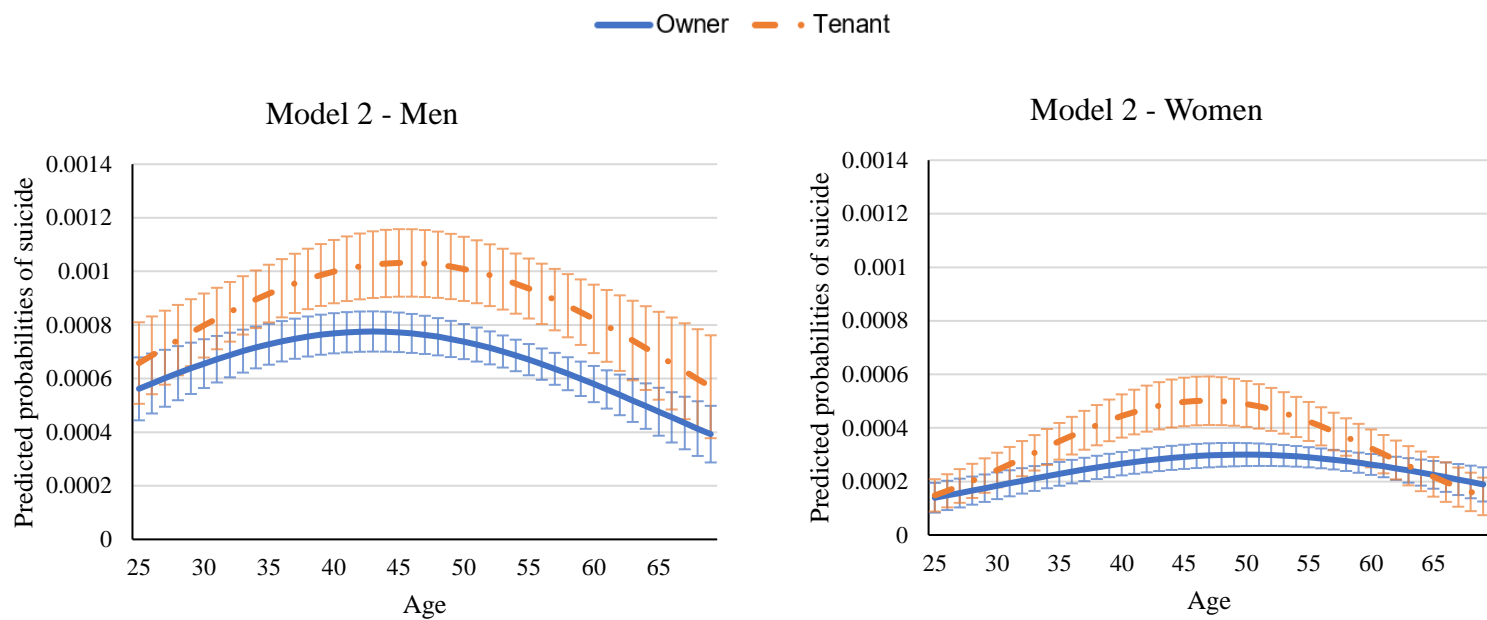 Owner Tenant
Model 2 - Men
Predicted probabilities of suicide
0.0014
0.0012
0.001
0.0008
0.0006
0.0004
0.0002
0
25 30 35 40 45 50 55 60 65
Age
Model 2 - Women
Predicted probabilities of suicide
0.0014
0.0012
0.001
0.0008
0.0006
0.0004
0.0002
0
25 30 35 40 45 50 55 60 65
Age